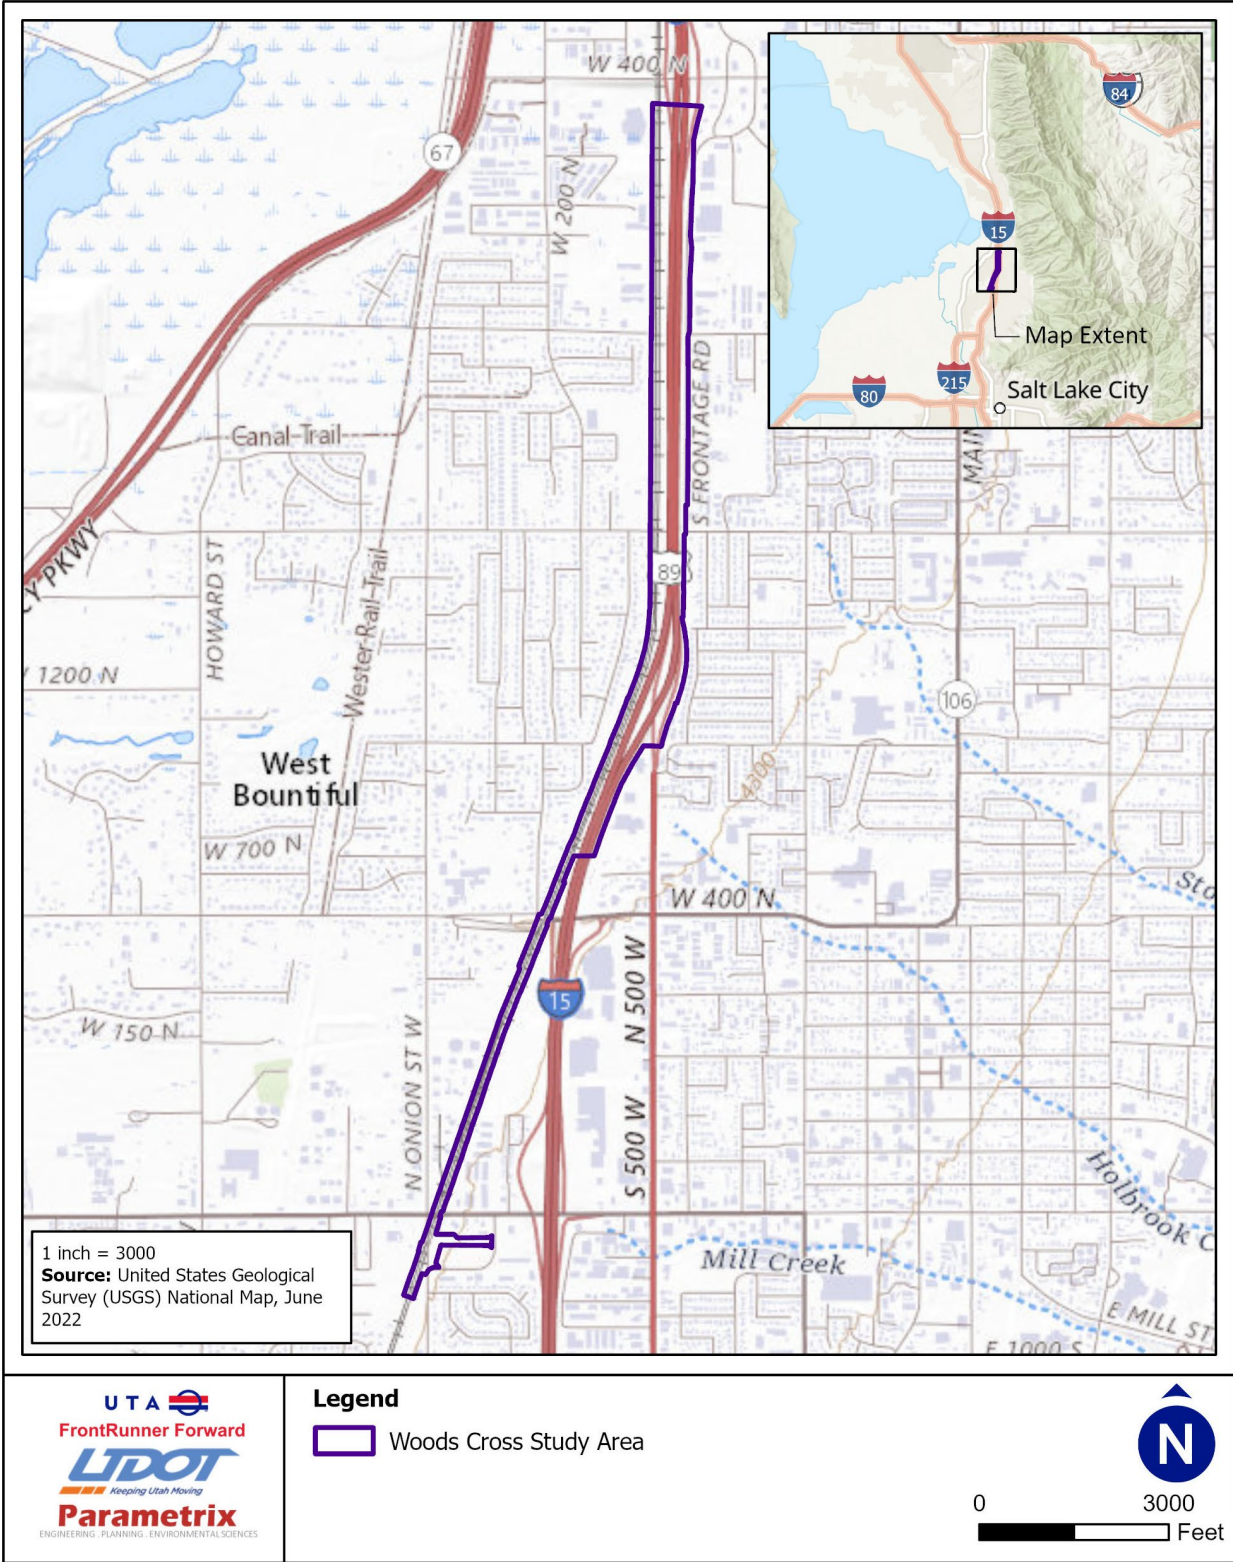 W 400 N
67
W 200 N
84
15
Map Extent
80
215
Salt Lake City
S FRONTAGE RD
Canal Trail
MAIN
CY PKWY
HOWARD ST
Wester Rail Trail
89
1200 N
106
West
Bountiful
4300
W 700 N
W 400 N
Sto
N 500 W
15
W 150 N
N ONION ST W
S 500 W
Holbrook C
Mill Creek
E MILL ST
E 1000 S
1 inch = 3000
Source: United States Geological
Survey (USGS) National Map, June
2022
UTA
FrontRunner Forward
UDOT
Keeping Utah Moving
Parametrix
ENGINEERING . PLANNING . ENVIRONMENTAL SCIENCES
Legend
Woods Cross Study Area
N
0 3000
Feet